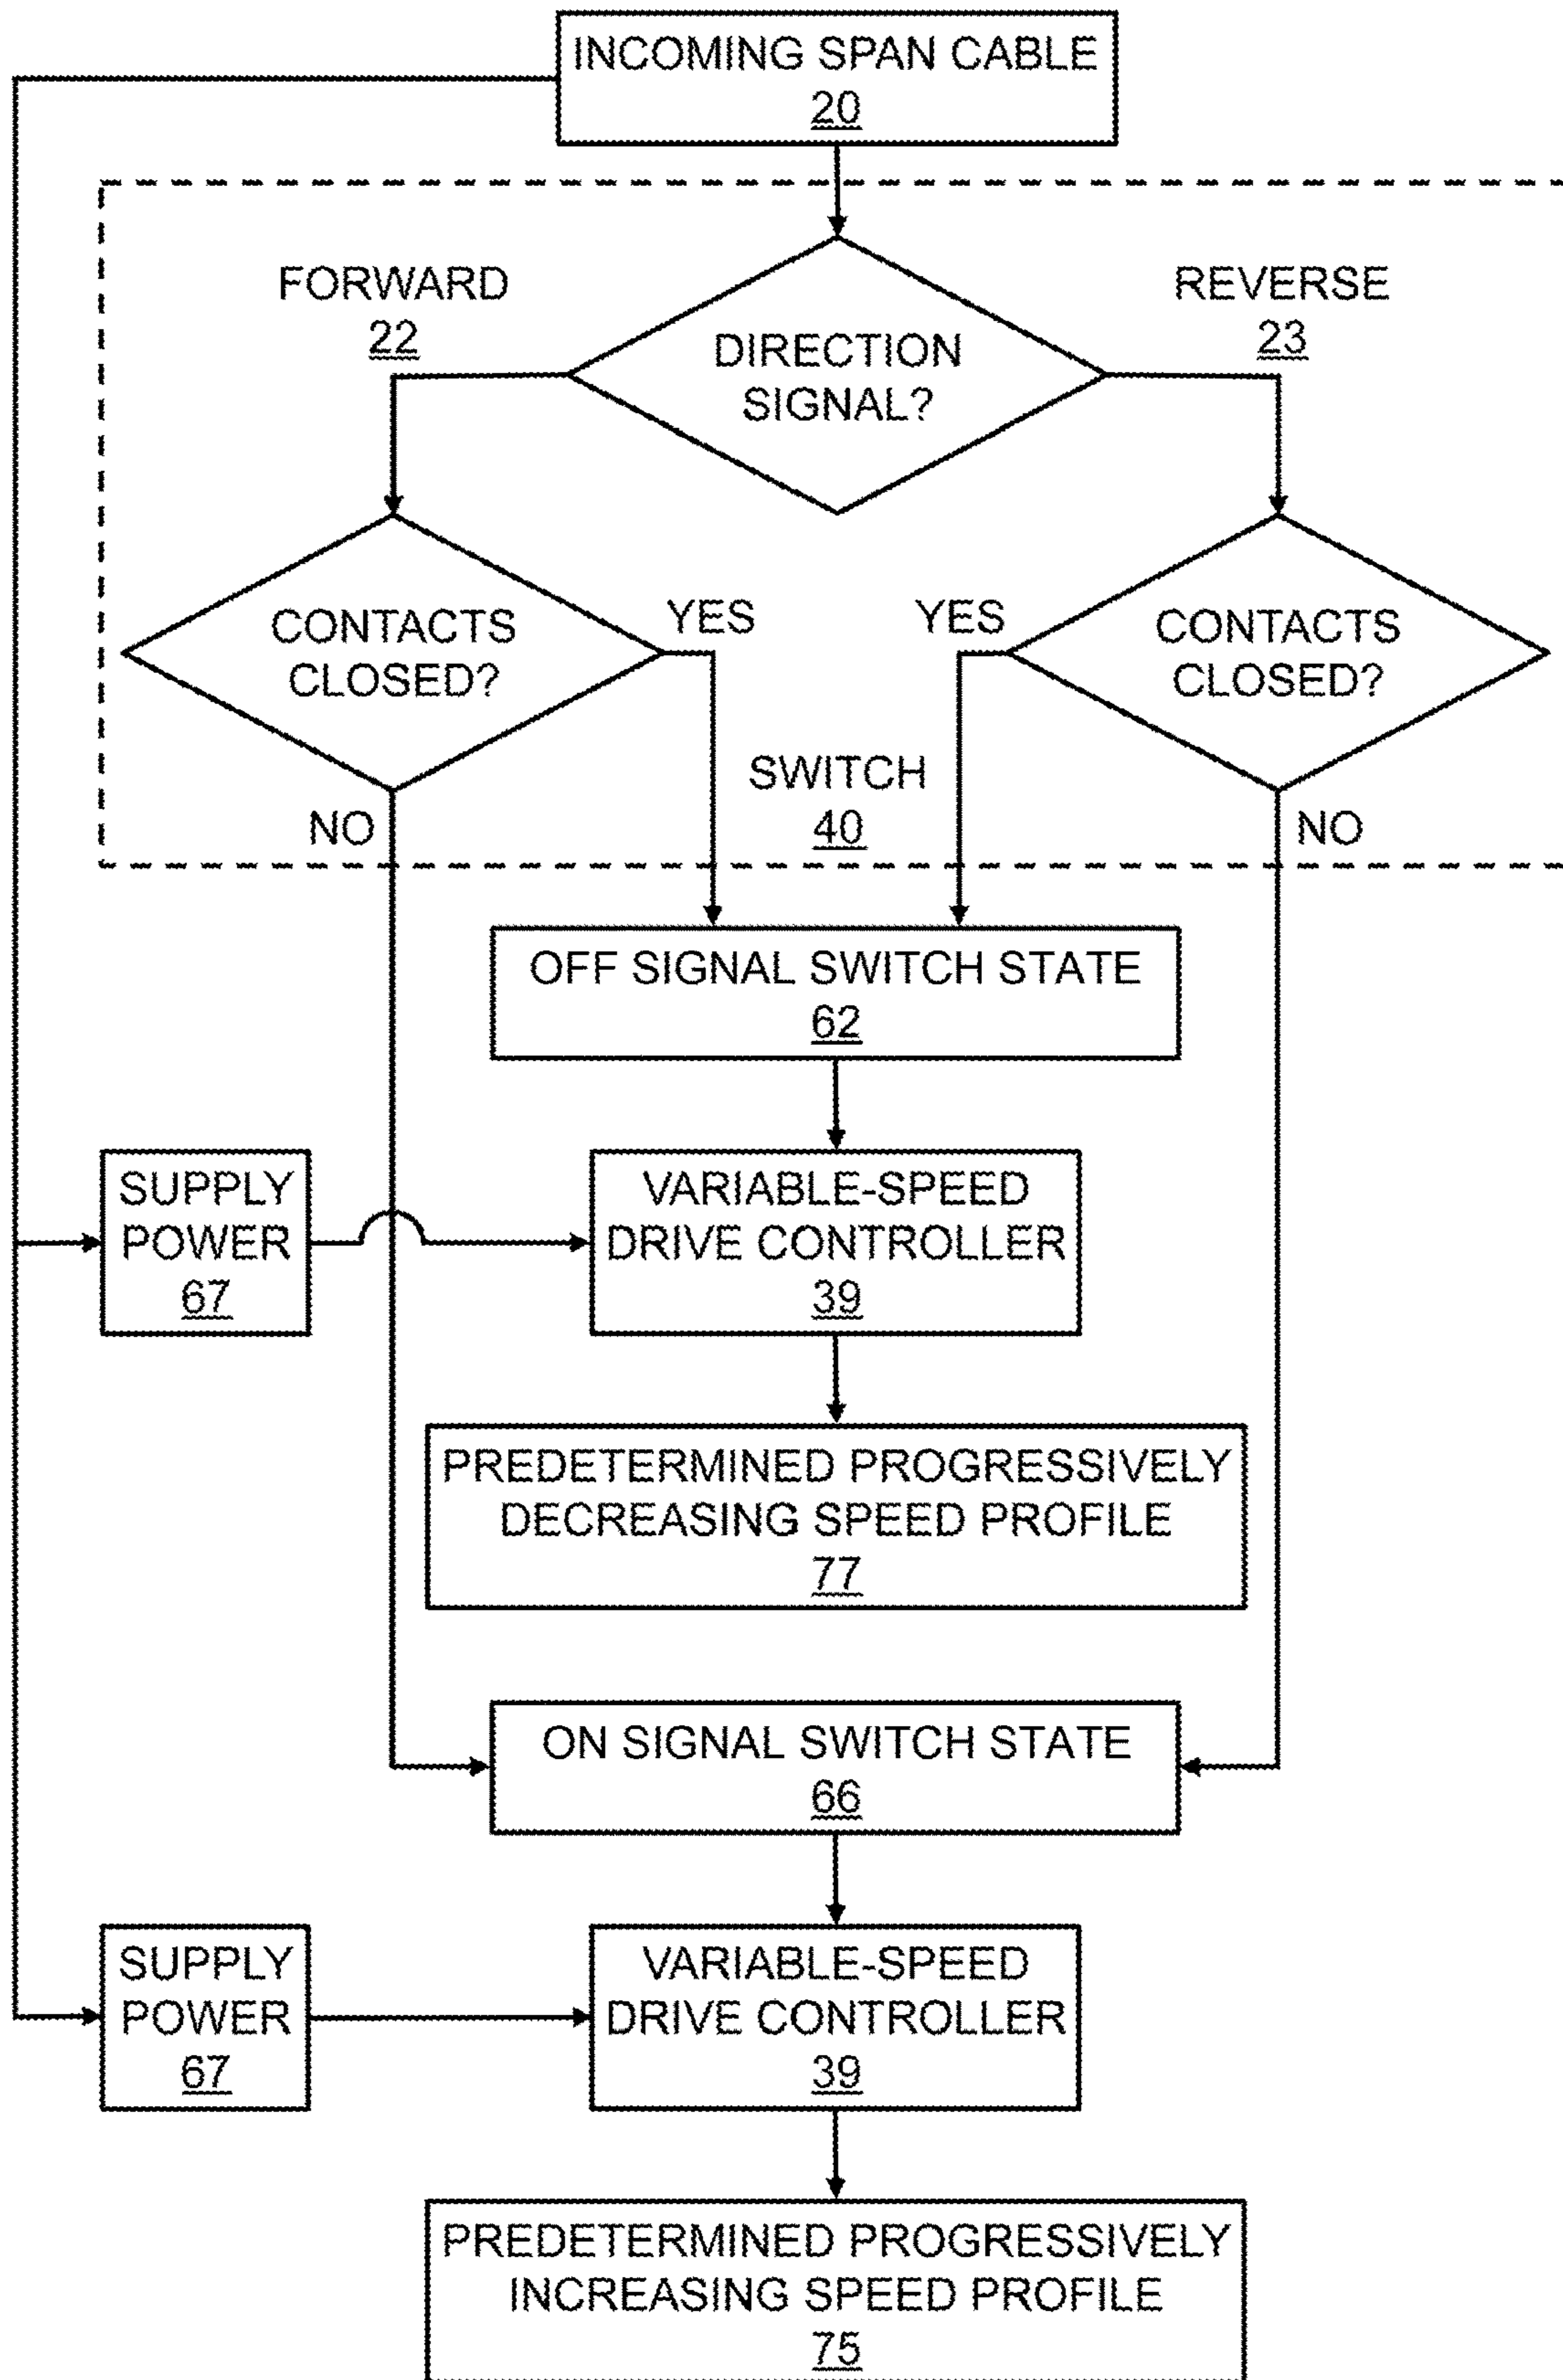 INCOMING SPAN CABLE
20
FORWARD
22
REVERSE
23
DIRECTION
SIGNAL?
CONTACTS
CLOSED?
YES
YES
CONTACTS
CLOSED?
SWITCH
40
NO
NO
OFF SIGNAL SWITCH STATE
62
SUPPLY
POWER
67
VARIABLE-SPEED
DRIVE CONTROLLER
39
PREDETERMINED PROGRESSIVELY
DECREASING SPEED PROFILE
77
ON SIGNAL SWITCH STATE
66
SUPPLY
POWER
67
VARIABLE-SPEED
DRIVE CONTROLLER
39
PREDETERMINED PROGRESSIVELY
INCREASING SPEED PROFILE
75